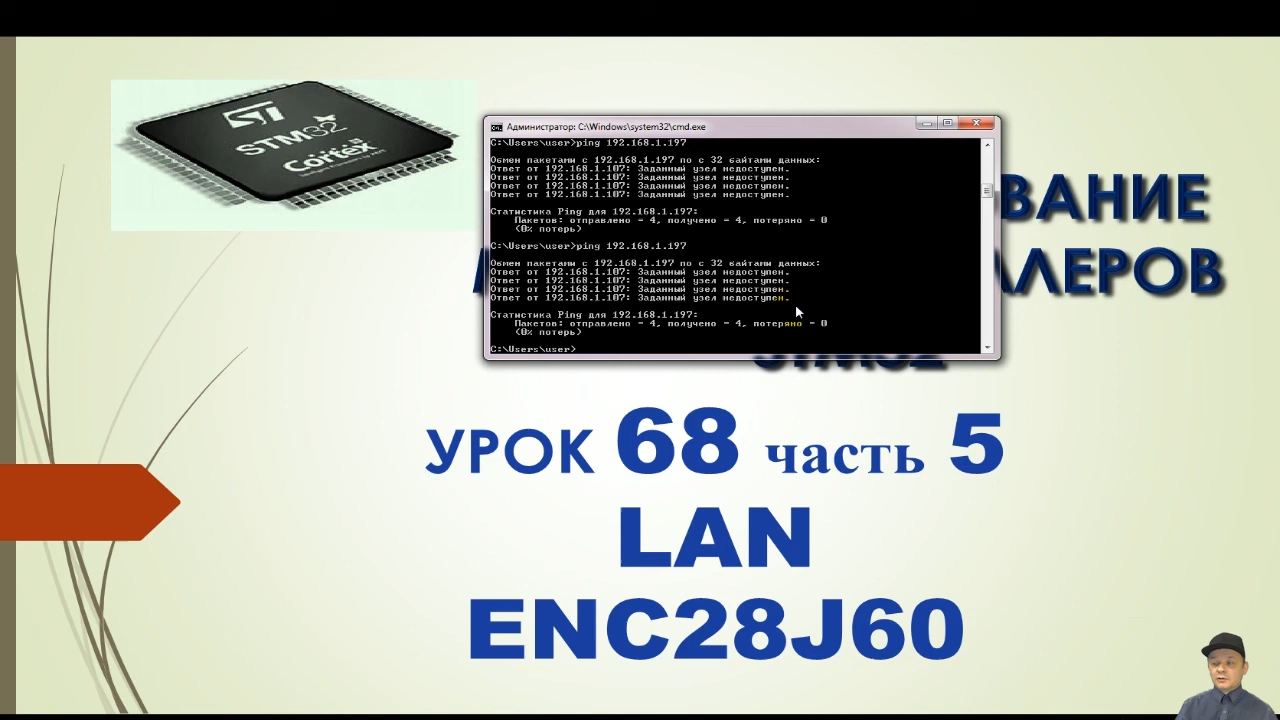 STM32
Cortex
Администратор: C:\Windows\system32\cmd.exe
C:\Users\user>ping 192.168.1.197
Обмен пакетами с 192.168.1.197 по с 32 байтами данных:
Ответ от 192.168.1.107: Заданный узел недоступен.
Ответ от 192.168.1.107: Заданный узел недоступен.
Ответ от 192.168.1.107: Заданный узел недоступен.
Ответ от 192.168.1.107: Заданный узел недоступен.
Статистика Ping для 192.168.1.197:
Пакетов: отправлено = 4, получено = 4, потеряно = 0
(0% потерь)
C:\Users\user>ping 192.168.1.197
Обмен пакетами с 192.168.1.197 по с 32 байтами данных:
Ответ от 192.168.1.107: Заданный узел недоступен.
Ответ от 192.168.1.107: Заданный узел недоступен.
Ответ от 192.168.1.107: Заданный узел недоступен.
Ответ от 192.168.1.107: Заданный узел недоступен.
Статистика Ping для 192.168.1.197:
Пакетов: отправлено = 4, получено = 4, потеряно = 0
(0% потерь)
C:\Users\user>
ВАНИЕ
ЛЕРОВ
STM32
УРОК 68 часть 5
LAN
ENC28J60